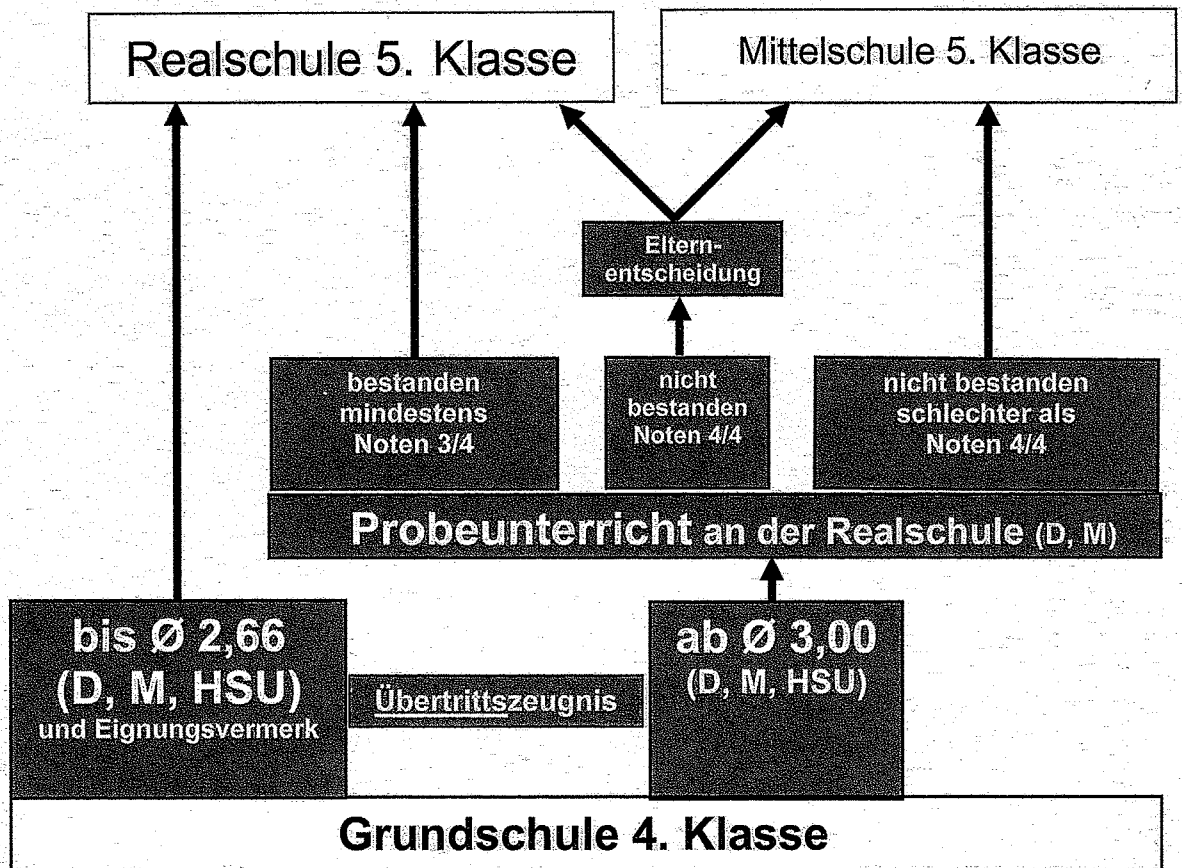 Realschule 5. Klasse
Mittelschule 5. Klasse
Eltern-
entscheidung
bestanden
mindestens
Noten 3/4
nicht
bestanden
Noten 4/4
nicht bestanden
schlechter als
Noten 4/4
Probeunterricht an der Realschule (D, M)
bis Ø 2,66
(D, M, HSU)
und Eignungsvermerk
Übertrittszeugnis
ab Ø 3,00
(D, M, HSU)
Grundschule 4. Klasse